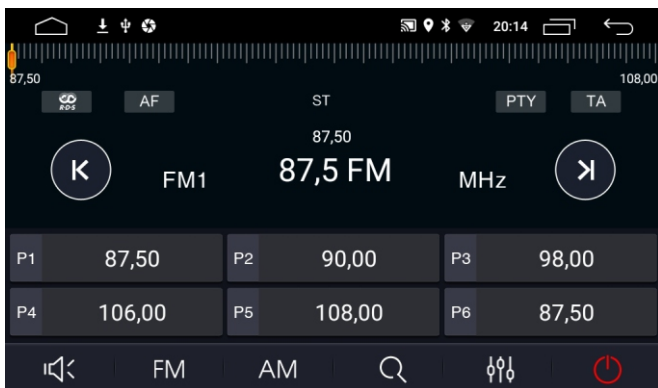 20:14
87,50 108,00
R·D·S AF ST PTY TA
87,50
FM1 87,5 FM MHz
P1 87,50 P2 90,00 P3 98,00
P4 106,00 P5 108,00 P6 87,50
FM AM